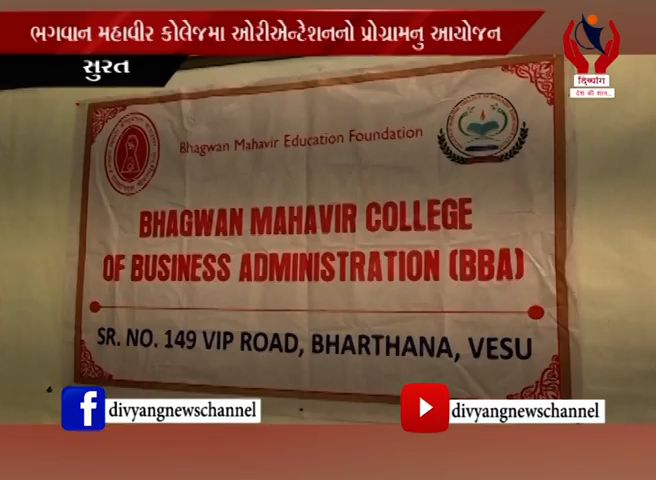 ભગવાન મહાવીર કોલેજમા ઓરીએન્ટેશનનો પ્રોગ્રામનુ આયોજન
સુરત
दिव्यांग
देश की शान..
Bhagwan Mahavir Education Foundation
BHAGWAN MAHAVIR COLLEGE
OF BUSINESS ADMINISTRATION (BBA)
SR. NO. 149 VIP ROAD, BHARTHANA, VESU
divyangnewschannel
divyangnewschannel